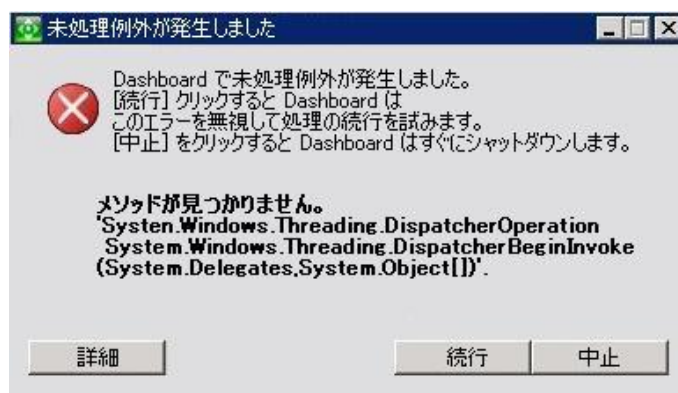 未処理例外が発生しました
Dashboard で未処理例外が発生しました。
[続行] クリックすると Dashboard は
このエラーを無視して処理の続行を試みます。
[中止] をクリックすると Dashboard はすぐにシャットダウンします。
メソッドが見つかりません。
'Systen.Windows.Threading.DispatcherOperation
System.Windows.Threading.DispatcherBeginInvoke
(System.Delegates,System.Object[])'.
詳細 続行 中止